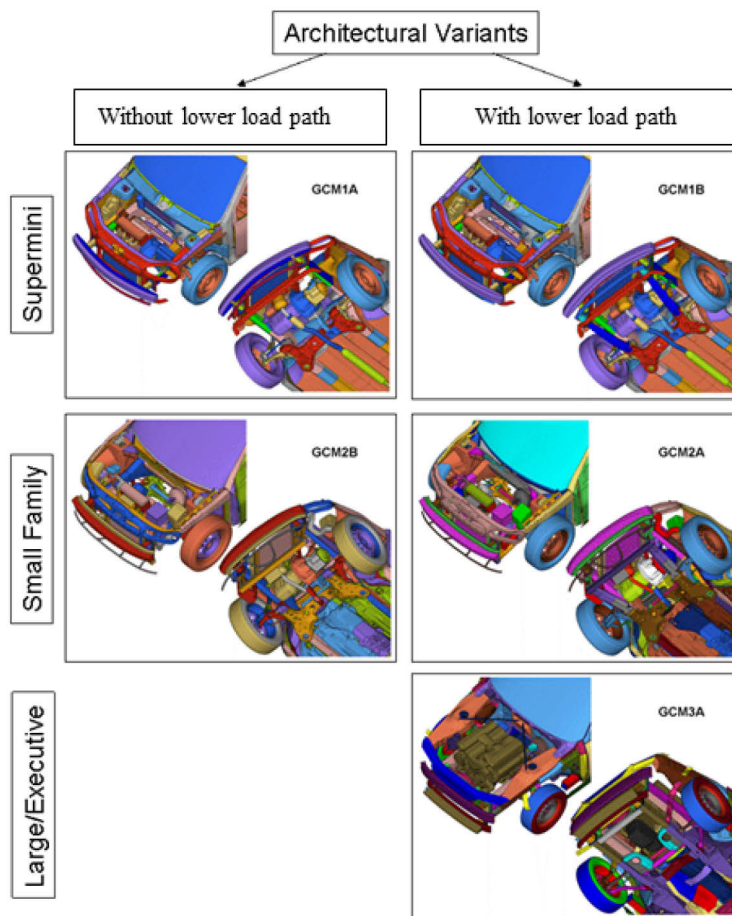 Architectural Variants
Without lower load path
With lower load path
Supermini
GCM1A
GCM1B
Small Family
GCM2B
GCM2A
Large/Executive
GCM3A